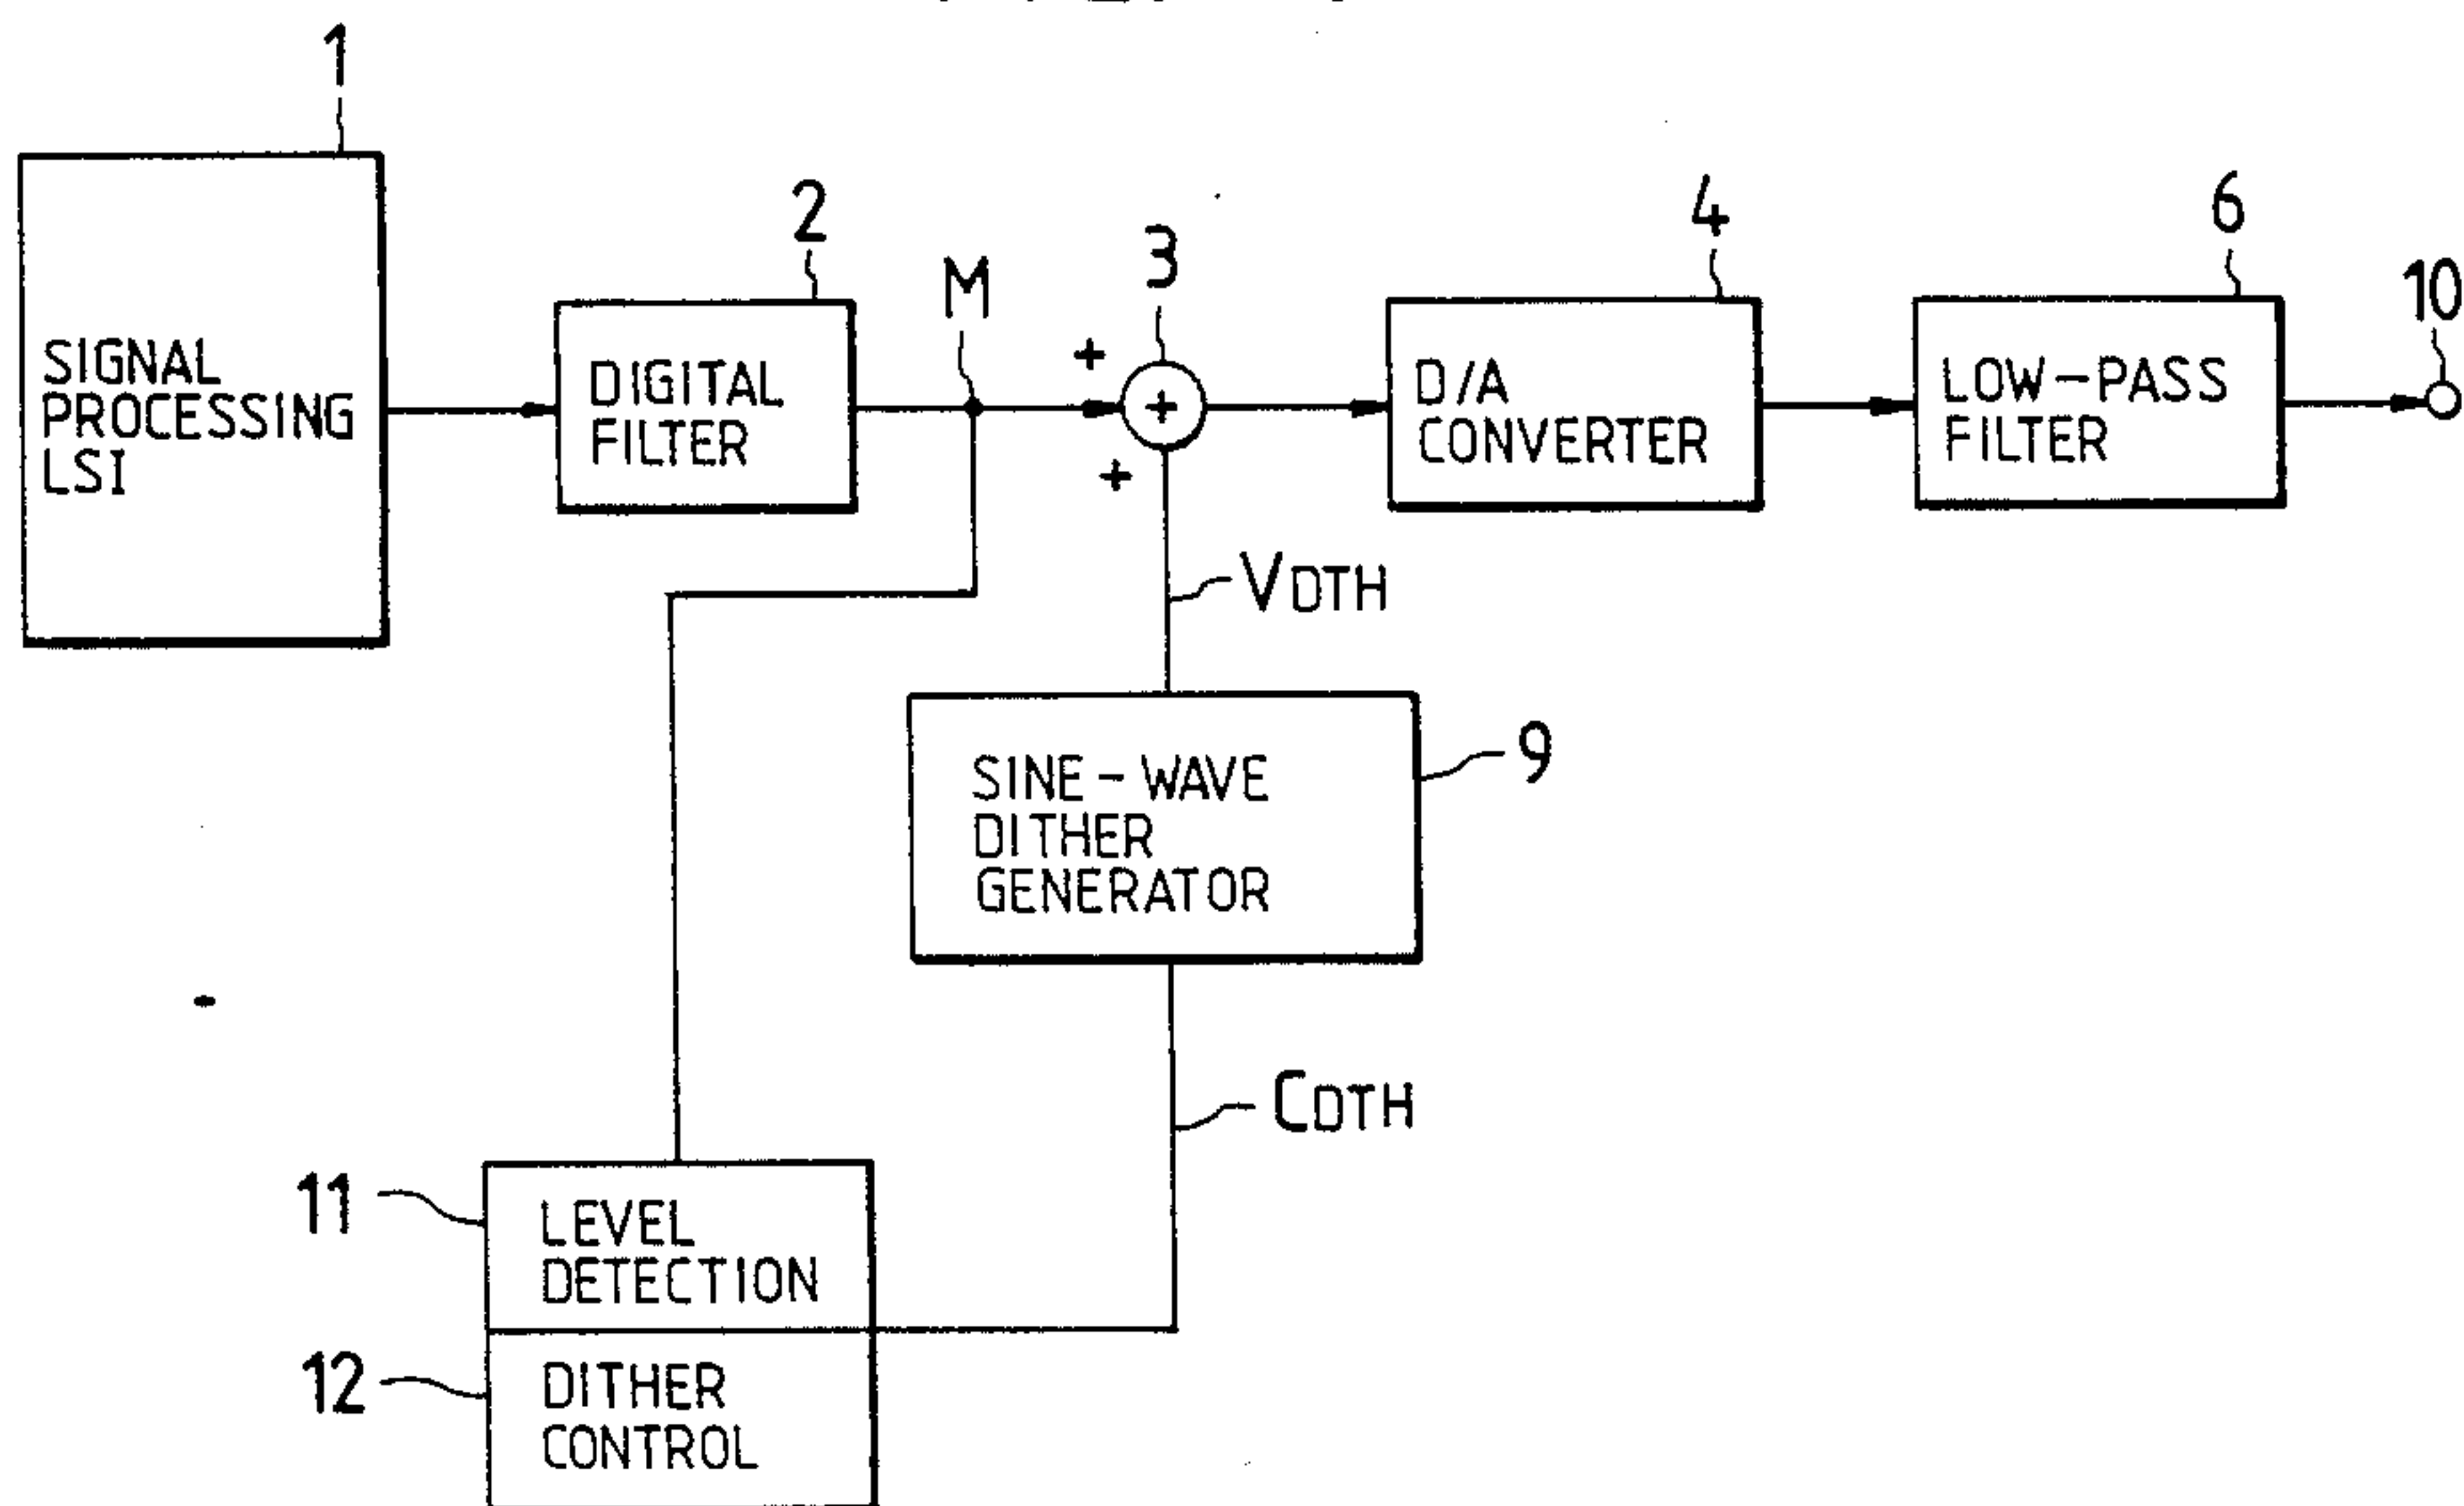 1
SIGNAL
PROCESSING
LSI
2
DIGITAL
FILTER
M
3
+
+
+
4
D/A
CONVERTER
6
LOW-PASS
FILTER
10
VDTH
SINE-WAVE
DITHER
GENERATOR
9
CDTH
11
LEVEL
DETECTION
12
DITHER
CONTROL